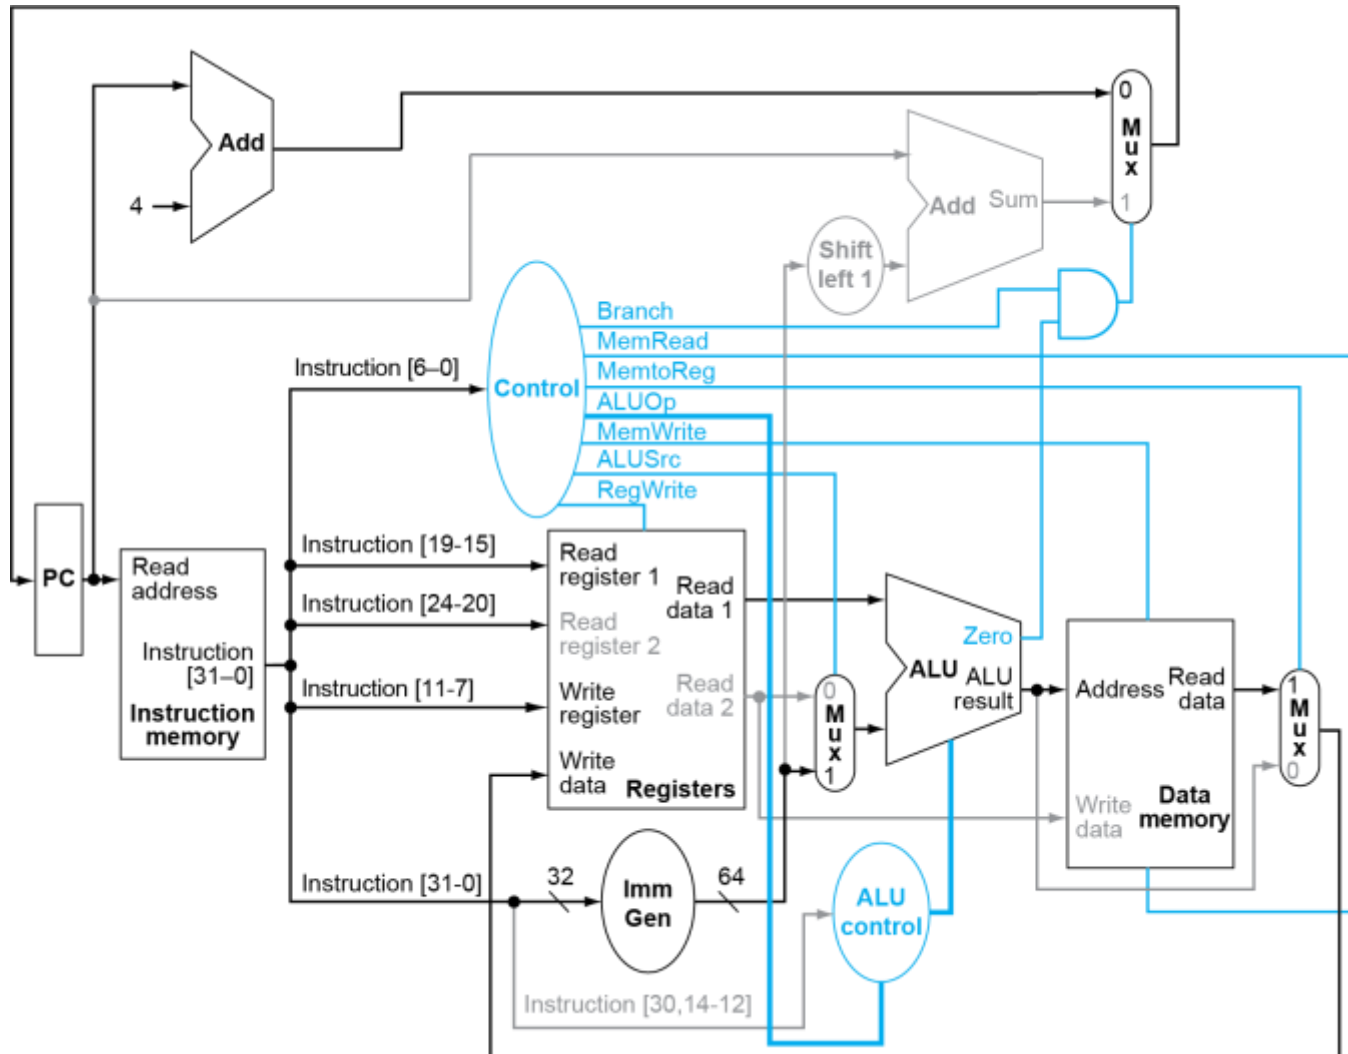 Add
4
0
Mux
1
Add Sum
Shift
left 1
Branch
MemRead
MemtoReg
ALUOp
MemWrite
ALUSrc
RegWrite
Control
Instruction [6–0]
PC
Read
address
Instruction
[31–0]
Instruction
memory
Instruction [19-15]
Instruction [24-20]
Instruction [11-7]
Instruction [31-0]
Read
register 1
Read
register 2
Write
register
Write
data
Read
data 1
Read
data 2
Registers
0
Mux
1
Zero
ALU
ALU
result
Address
Read
data
Write
data
Data
memory
1
Mux
0
32
Imm
Gen
64
ALU
control
Instruction [30,14-12]